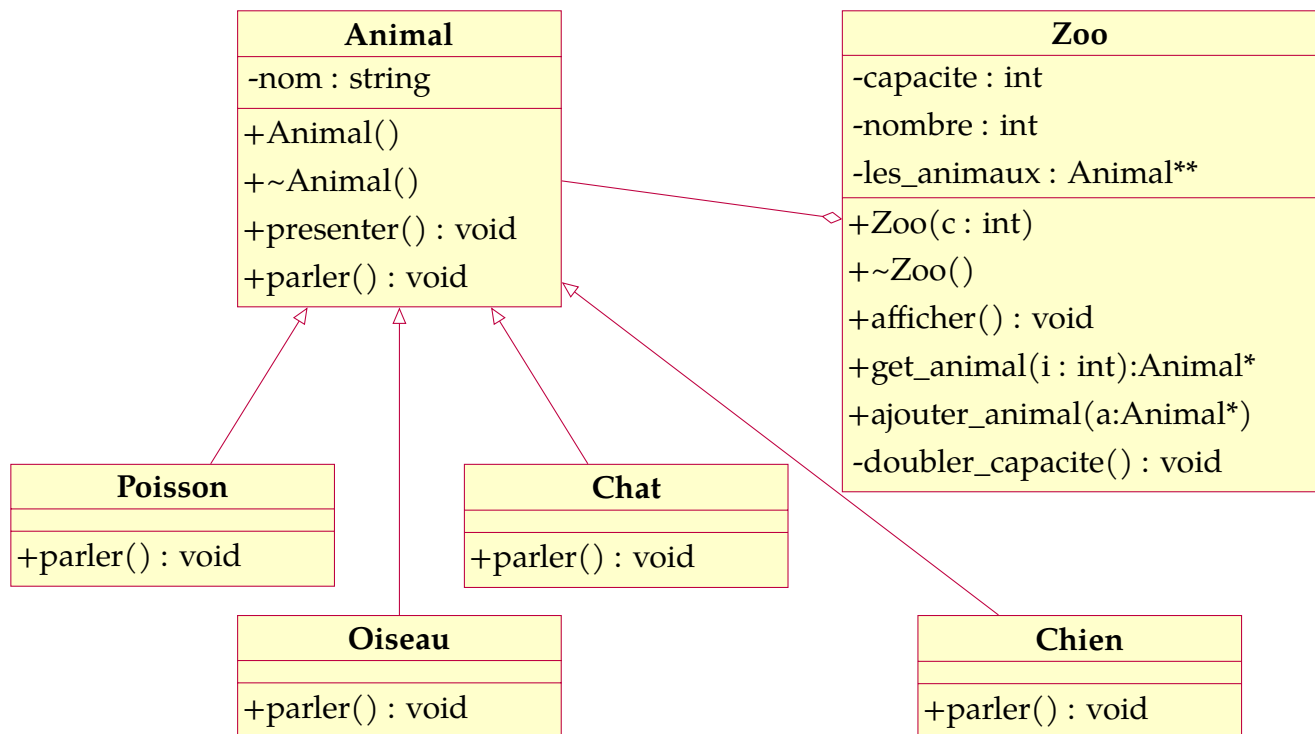 Animal
-nom : string
+Animal()
+~Animal()
+presenter() : void
+parler() : void
Zoo
-capacite : int
-nombre : int
-les_animaux : Animal**
+Zoo(c : int)
+~Zoo()
+afficher() : void
+get_animal(i : int):Animal*
+ajouter_animal(a:Animal*)
-doubler_capacite() : void
Poisson
+parler() : void
Chat
+parler() : void
Oiseau
+parler() : void
Chien
+parler() : void